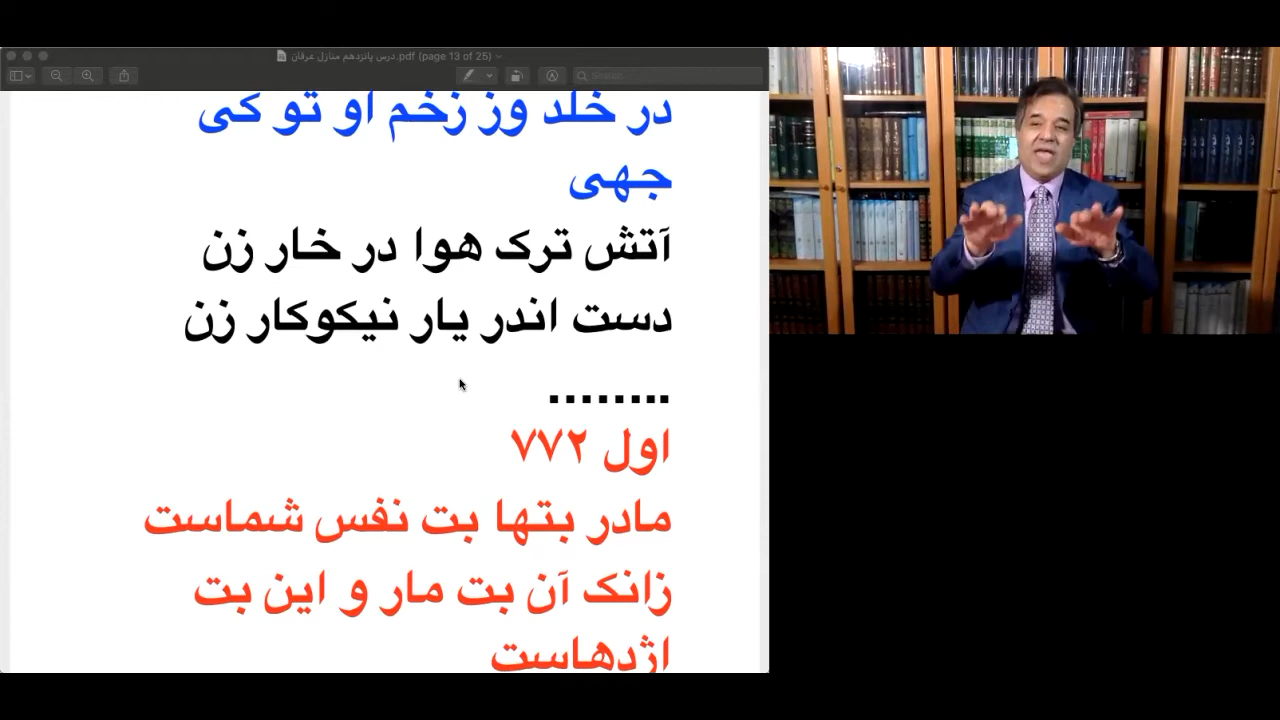 درس پانزدهم منازل عرفان.pdf (page 13 of 25)
Search
در خلد وز زخم او تو کی
جهی
آتش ترک هوا در خار زن
دست اندر یار نیکوکار زن
........
اول ۷۷۲
مادر بتها بت نفس شماست
زانک آن بت مار و این بت
اژدهاست